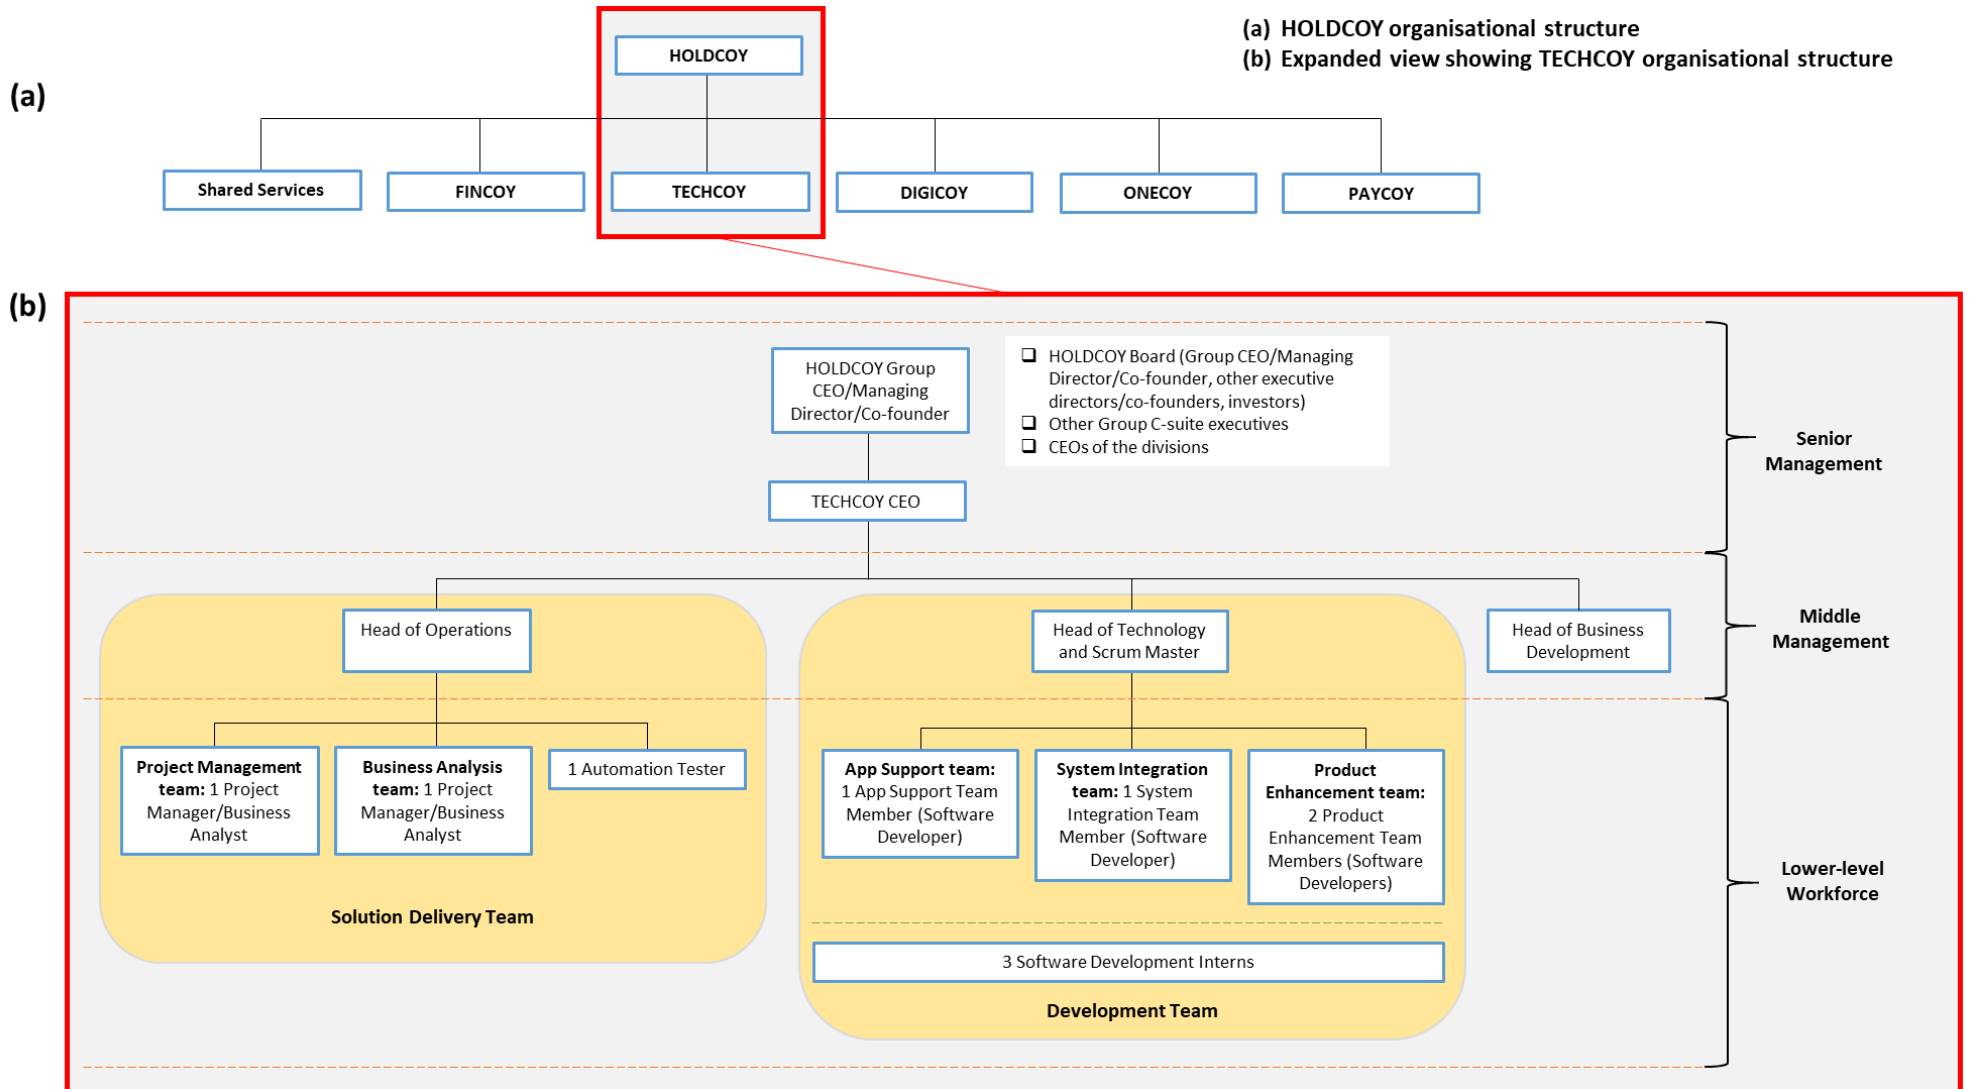 (a) HOLDCOY organisational structure
(b) Expanded view showing TECHCOY organisational structure
(a)
HOLDCOY
Shared Services
FINCOY
TECHCOY
DIGICOY
ONECOY
PAYCOY
(b)
HOLDCOY Group
CEO/Managing
Director/Co-founder
❑ HOLDCOY Board (Group CEO/Managing
Director/Co-founder, other executive
directors/co-founders, investors)
❑ Other Group C-suite executives
❑ CEOs of the divisions
TECHCOY CEO
Senior
Management
Head of Operations
Head of Technology
and Scrum Master
Head of Business
Development
Middle
Management
Project Management
team: 1 Project
Manager/Business
Analyst
Business Analysis
team: 1 Project
Manager/Business
Analyst
1 Automation Tester
App Support team:
1 App Support Team
Member (Software
Developer)
System Integration
team: 1 System
Integration Team
Member (Software
Developer)
Product
Enhancement team:
2 Product
Enhancement Team
Members (Software
Developers)
Lower-level
Workforce
Solution Delivery Team
3 Software Development Interns
Development Team